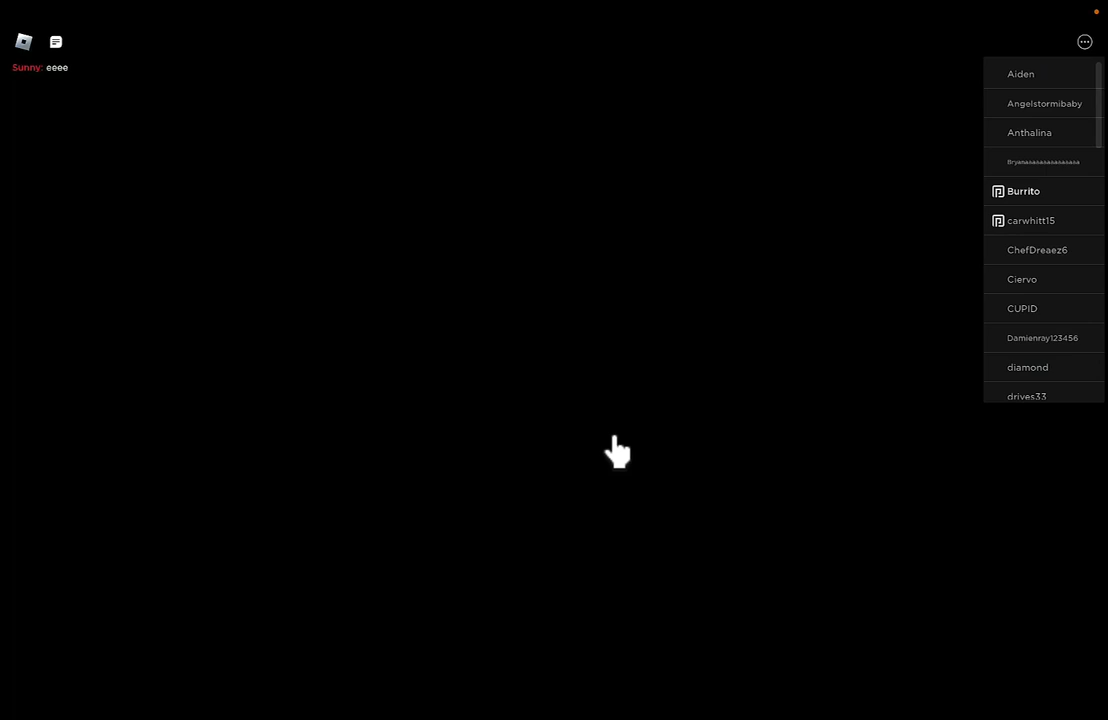 Sunny: eeee
Aiden
Angelstormibaby
Anthalina
Burrito
carwhitt15
ChefDreaez6
Ciervo
CUPID
Damienray123456
diamond
drives33